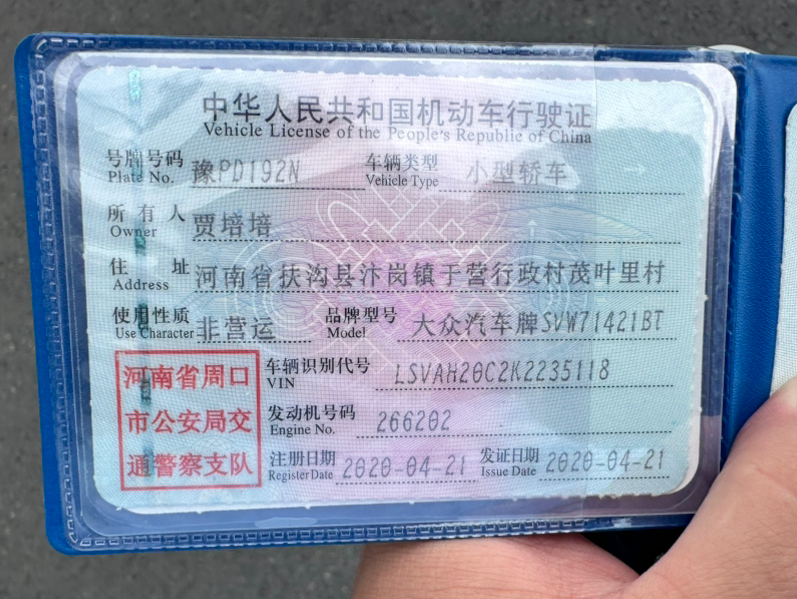 中华人民共和国机动车行驶证
Vehicle License of the People's Republic of China
号牌号码 豫PD192N 车辆类型 小型轿车
Plate No. Vehicle Type
所有人 贾培培
Owner
住址 河南省扶沟县汴岗镇于营行政村茂叶里村
Address
使用性质 非营运 品牌型号 大众汽车牌SVW71421BT
Use Character Model
河南省周口
市公安局交
通警察支队
车辆识别代号 LSVAH20C2K2235118
VIN
发动机号码 266202
Engine No.
注册日期 2020-04-21 发证日期 2020-04-21
Register Date Issue Date